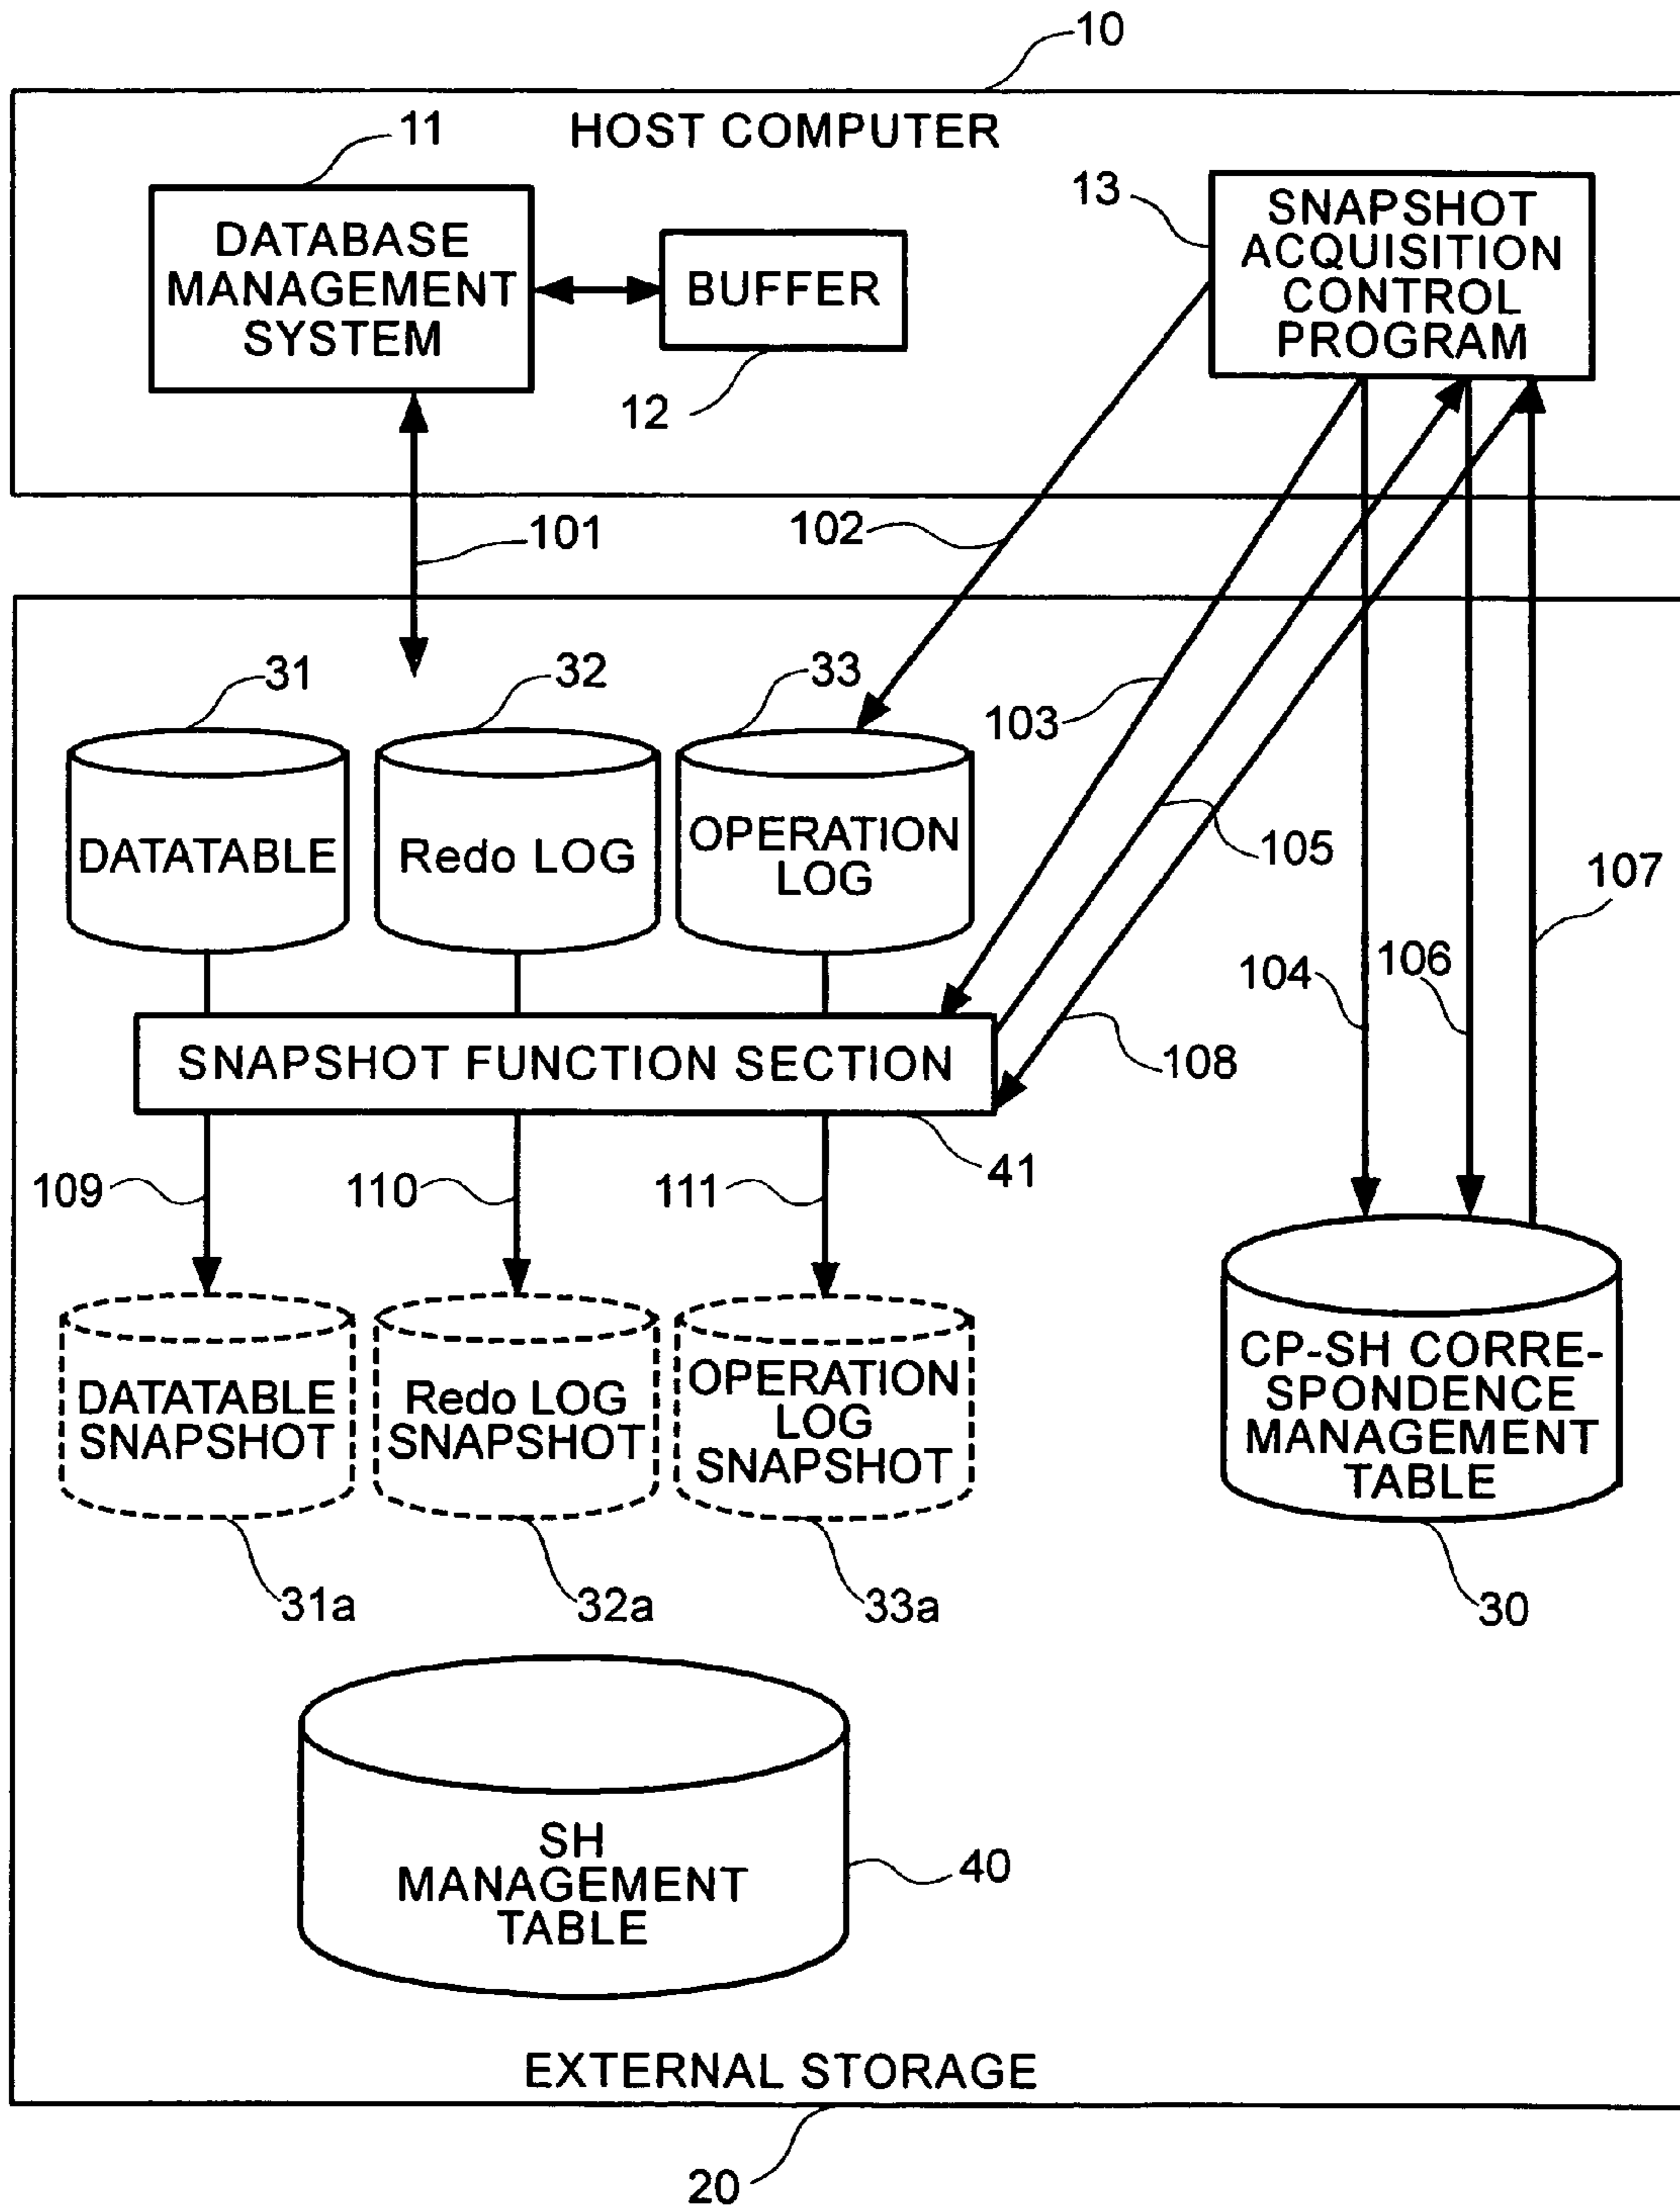 10
HOST COMPUTER
11
DATABASE
MANAGEMENT
SYSTEM
BUFFER
12
13
SNAPSHOT
ACQUISITION
CONTROL
PROGRAM
101
102
31
32
33
103
DATATABLE
Redo LOG
OPERATION
LOG
105
107
104
106
SNAPSHOT FUNCTION SECTION
108
41
109
110
111
DATATABLE
SNAPSHOT
Redo LOG
SNAPSHOT
OPERATION
LOG
SNAPSHOT
CP-SH CORRE-
SPONDENCE
MANAGEMENT
TABLE
31a
32a
33a
30
SH
MANAGEMENT
TABLE
40
EXTERNAL STORAGE
20